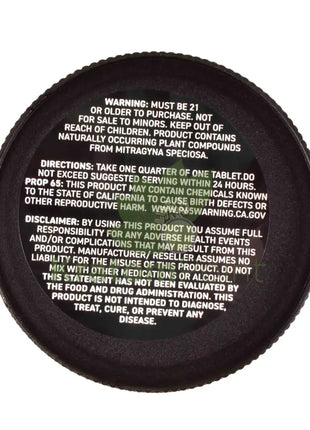 WARNING: MUST BE 21
OR OLDER TO PURCHASE. NOT
FOR SALE TO MINORS. KEEP OUT OF
REACH OF CHILDREN. PRODUCT CONTAINS
NATURALLY OCCURRING PLANT COMPOUNDS
FROM MITRAGYNA SPECIOSA.
DIRECTIONS: TAKE ONE QUARTER OF ONE TABLET.DO
NOT EXCEED SUGGESTED SERVING WITHIN 24 HOURS.
PROP 65: THIS PRODUCT MAY CONTAIN CHEMICALS KNOWN
TO THE STATE OF CALIFORNIA TO CAUSE BIRTH DEFECTS OR
OTHER REPRODUCTIVE HARM. WWW.P65WARNING.CA.GOV
DISCLAIMER: BY USING THIS PRODUCT YOU ASSUME FULL
RESPONSIBILITY FOR ANY ADVERSE HEALTH EVENTS
AND/OR COMPLICATIONS THAT MAY RESULT FROM THIS
PRODUCT. MANUFACTURER/ RESELLER ASSUMES NO
LIABILITY FOR THE MISUSE OF THIS PRODUCT. DO NOT
MIX WITH OTHER MEDICATIONS OR ALCOHOL.
THIS STATEMENT HAS NOT BEEN EVALUATED BY
THE FOOD AND DRUG ADMINISTRATION. THIS
PRODUCT IS NOT INTENDED TO DIAGNOSE,
TREAT, CURE, OR PREVENT ANY
DISEASE.